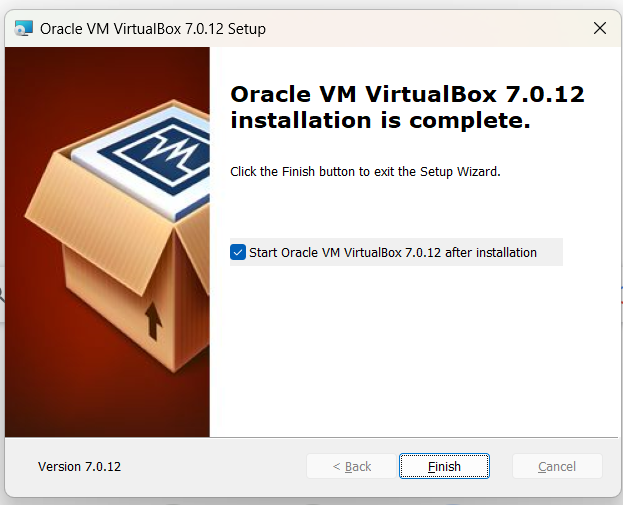 Oracle VM VirtualBox 7.0.12 Setup
Oracle VM VirtualBox 7.0.12
installation is complete.
Click the Finish button to exit the Setup Wizard.
Start Oracle VM VirtualBox 7.0.12 after installation
Version 7.0.12
< Back
Finish
Cancel